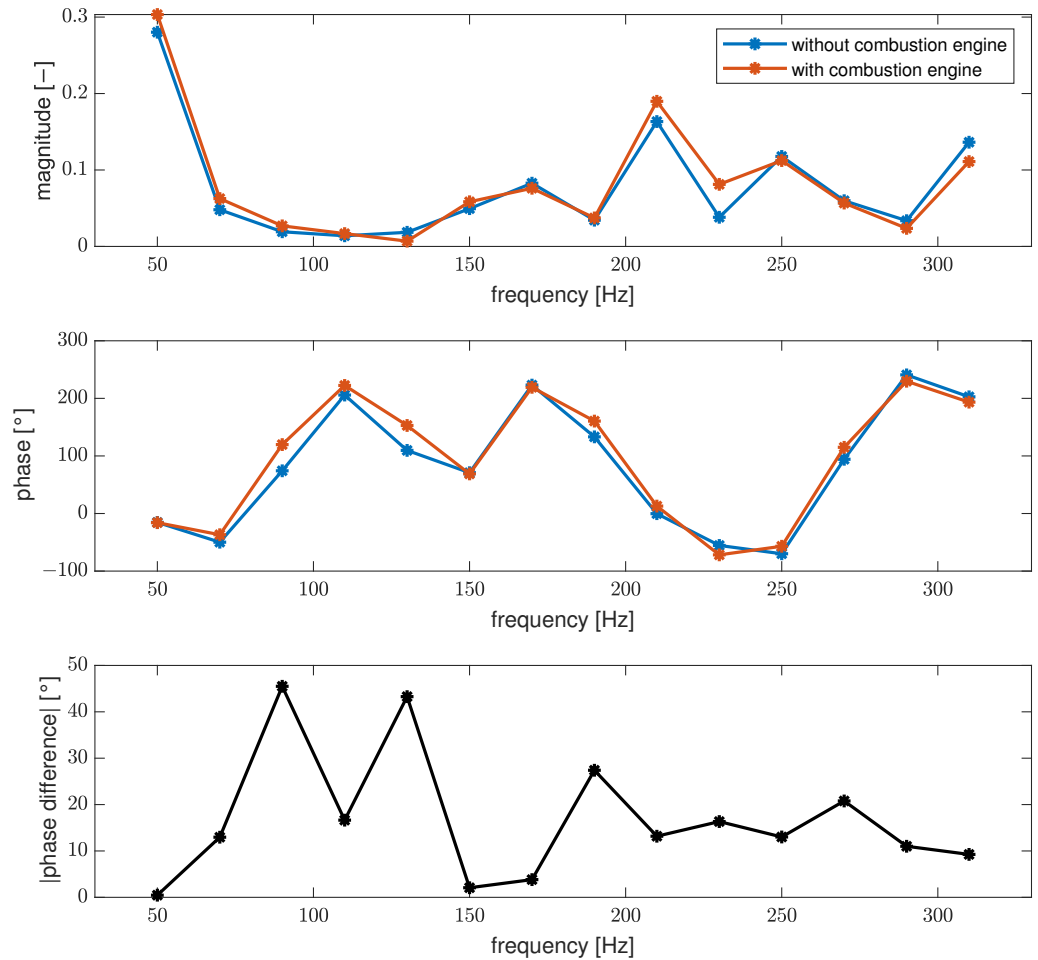 0.3
0.2
0.1
0
magnitude [−]
without combustion engine
with combustion engine
50 100 150 200 250 300
frequency [Hz]
300
200
100
0
−100
phase [°]
50 100 150 200 250 300
frequency [Hz]
50
40
30
20
10
0
|phase difference| [°]
50 100 150 200 250 300
frequency [Hz]